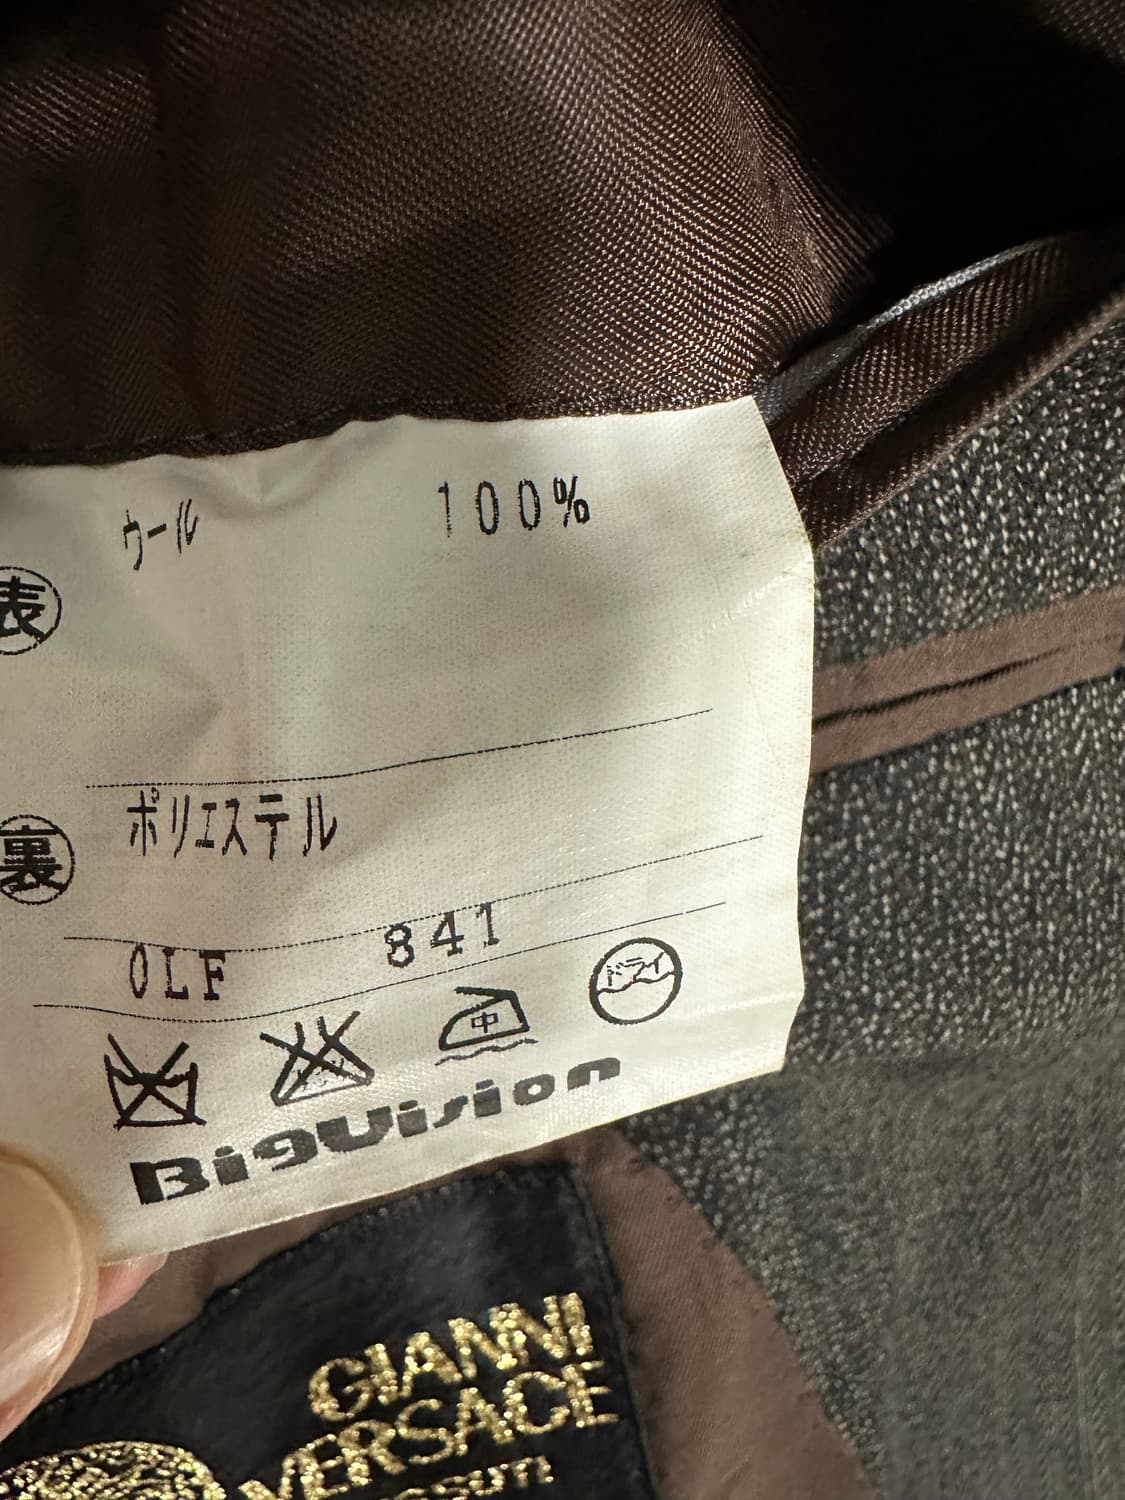 ウール 100%
表
ポリエステル
裏
OLF 841
中 ドライ
BigVision
GIANNI
VERSACE